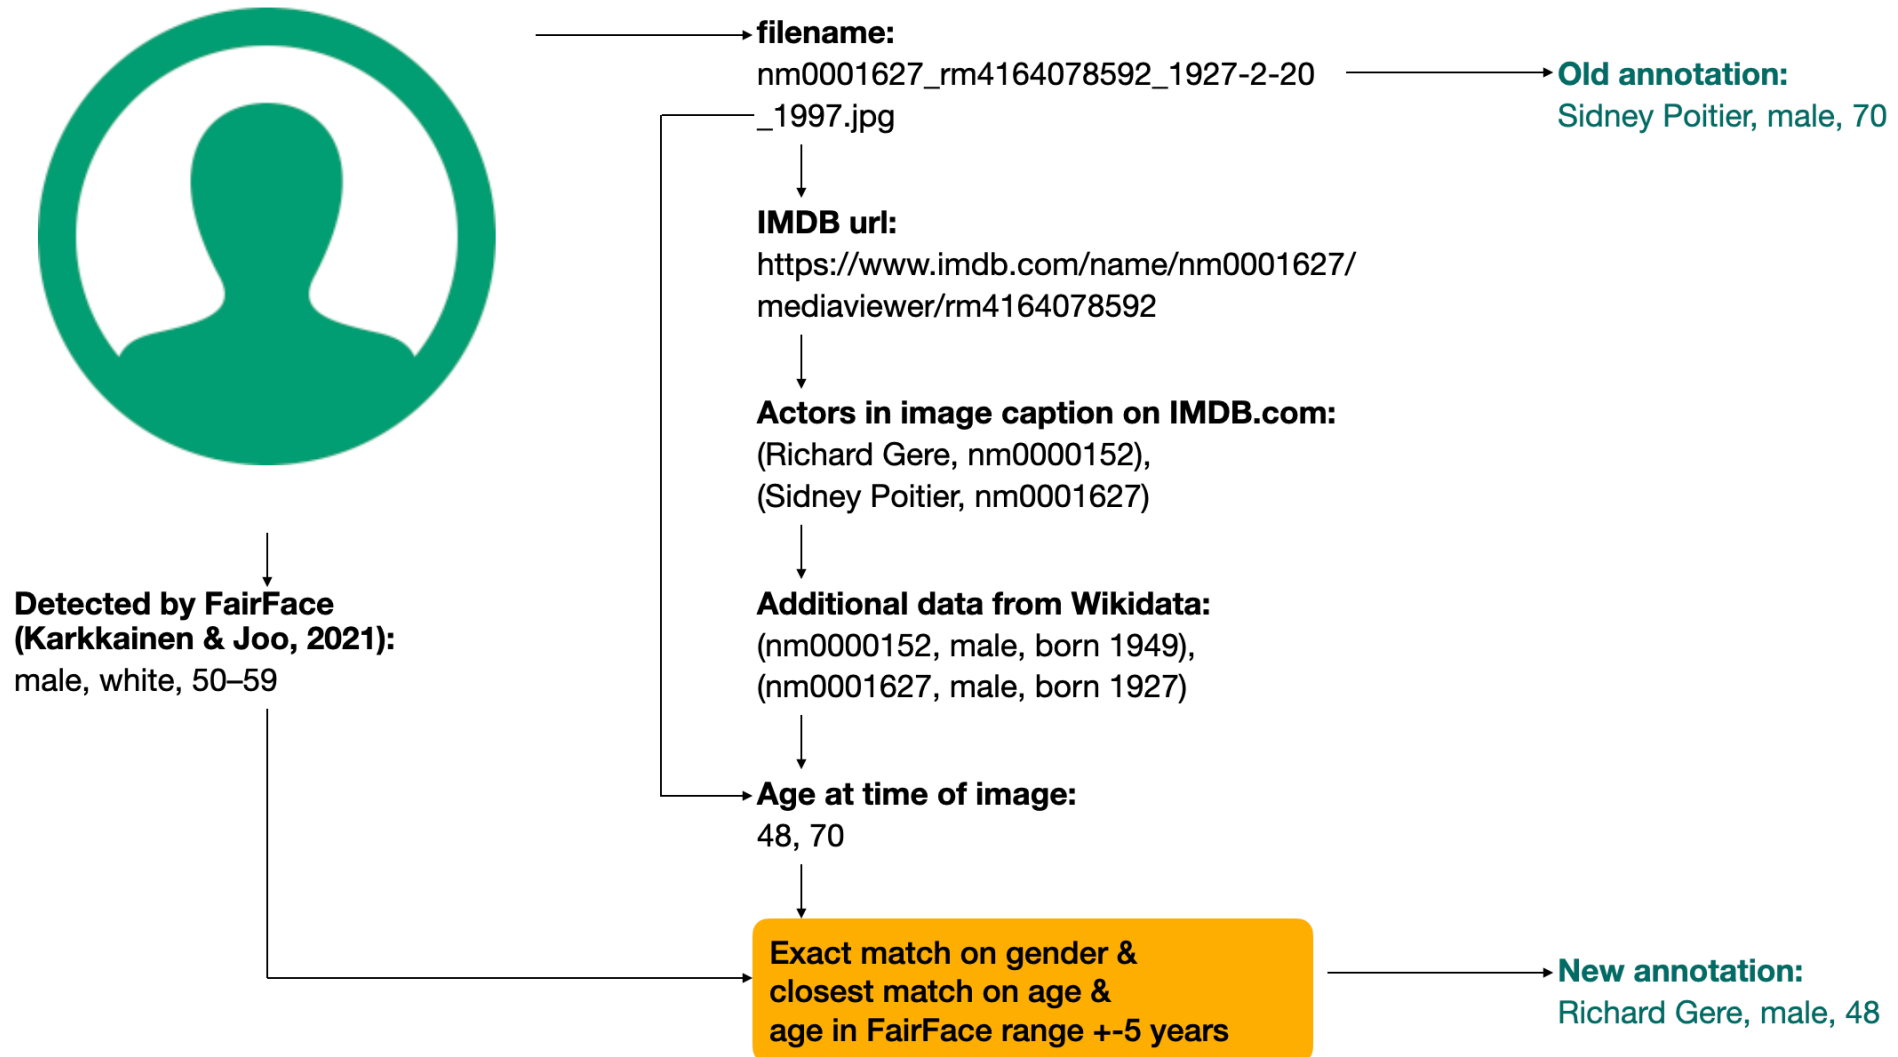 filename:
nm0001627_rm4164078592_1927-2-20
_1997.jpg
Old annotation:
Sidney Poitier, male, 70
IMDB url:
https://www.imdb.com/name/nm0001627/
mediaviewer/rm4164078592
Actors in image caption on IMDB.com:
(Richard Gere, nm0000152),
(Sidney Poitier, nm0001627)
Detected by FairFace
(Karkkainen & Joo, 2021):
male, white, 50–59
Additional data from Wikidata:
(nm0000152, male, born 1949),
(nm0001627, male, born 1927)
Age at time of image:
48, 70
Exact match on gender &
closest match on age &
age in FairFace range +-5 years
New annotation:
Richard Gere, male, 48